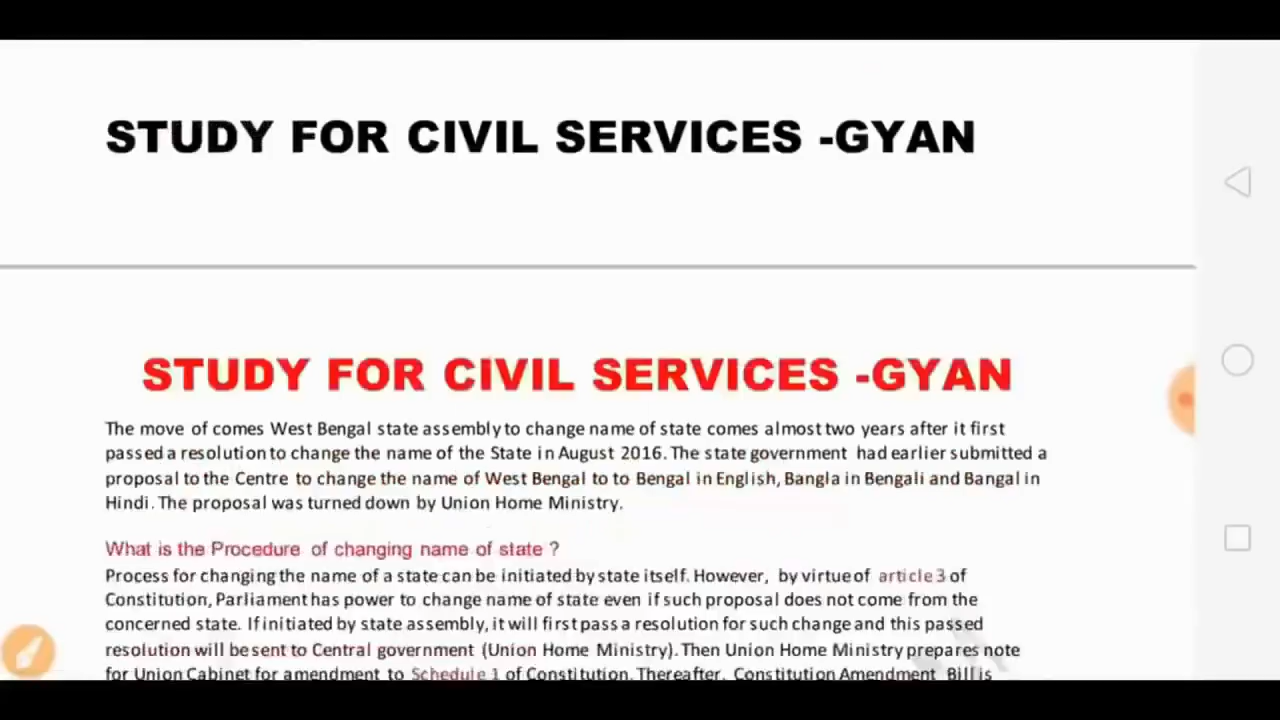 STUDY FOR CIVIL SERVICES -GYAN
STUDY FOR CIVIL SERVICES -GYAN
The move of comes West Bengal state assembly to change name of state comes almost two years after it first
passed a resolution to change the name of the State in August 2016. The state government had earlier submitted a
proposal to the Centre to change the name of West Bengal to to Bengal in English, Bangla in Bengali and Bangal in
Hindi. The proposal was turned down by Union Home Ministry.
What is the Procedure of changing name of state ?
Process for changing the name of a state can be initiated by state itself. However, by virtue of article 3 of
Constitution, Parliament has power to change name of state even if such proposal does not come from the
concerned state. If initiated by state assembly, it will first pass a resolution for such change and this passed
resolution will be sent to Central government (Union Home Ministry). Then Union Home Ministry prepares note
for Union Cabinet for amendment to Schedule 1 of Constitution. Thereafter, Constitution Amendment Bill is